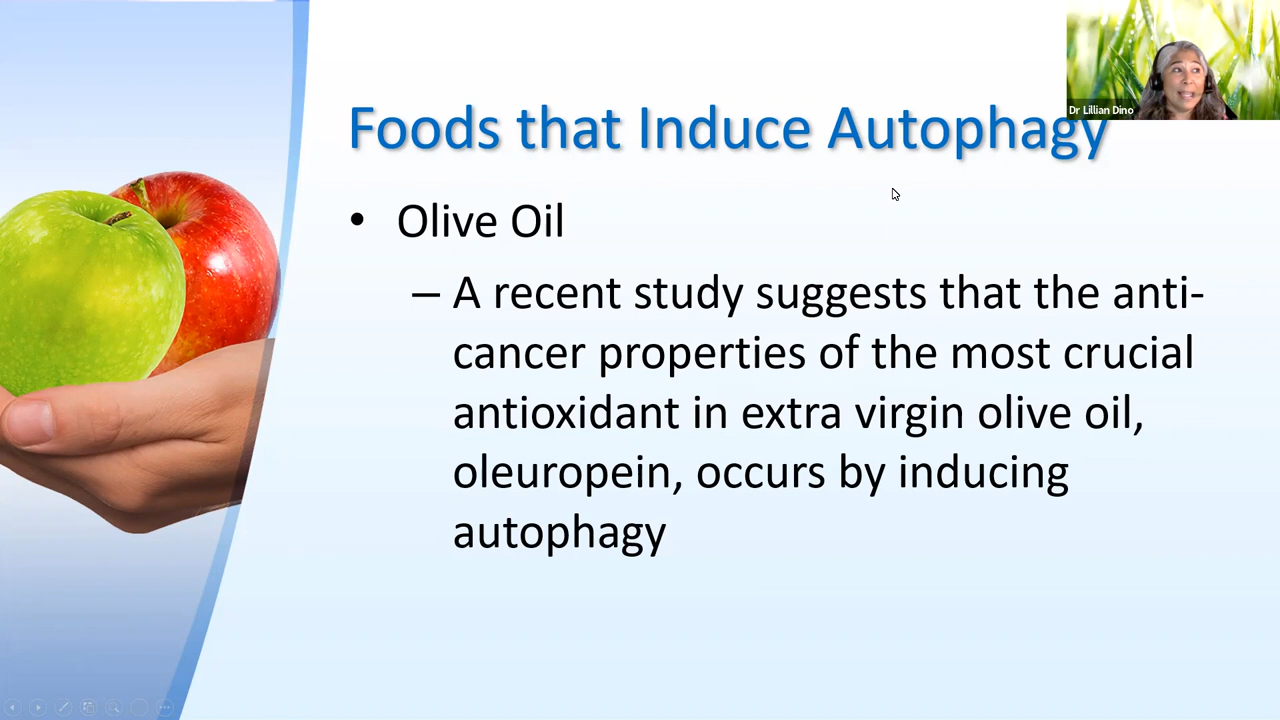 Dr Lillian Dino
Foods that Induce Autophagy
• Olive Oil
– A recent study suggests that the anti-
cancer properties of the most crucial
antioxidant in extra virgin olive oil,
oleuropein, occurs by inducing
autophagy